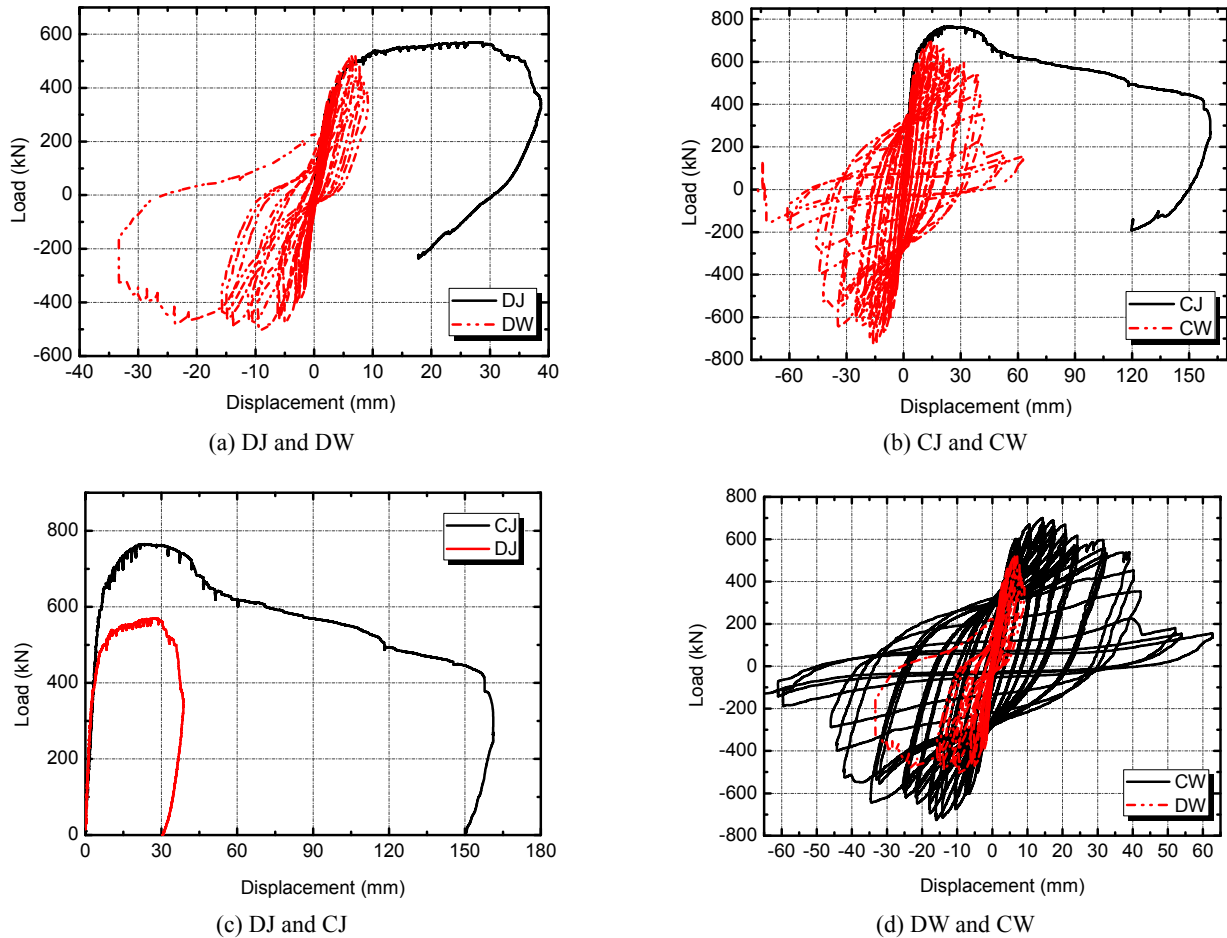 600
400
200
0
-200
-400
-600
Load (kN)
-40 -30 -20 -10 0 10 20 30 40
Displacement (mm)
DJ
DW
(a) DJ and DW
800
600
400
200
0
-200
-400
-600
-800
Load (kN)
-60 -30 0 30 60 90 120 150
Displacement (mm)
CJ
CW
(b) CJ and CW
800
600
400
200
0
Load (kN)
0 30 60 90 120 150 180
Displacement (mm)
CJ
DJ
(c) DJ and CJ
800
600
400
200
0
-200
-400
-600
-800
Load (kN)
-60 -50 -40 -30 -20 -10 0 10 20 30 40 50 60
Displacement (mm)
CW
DW
(d) DW and CW